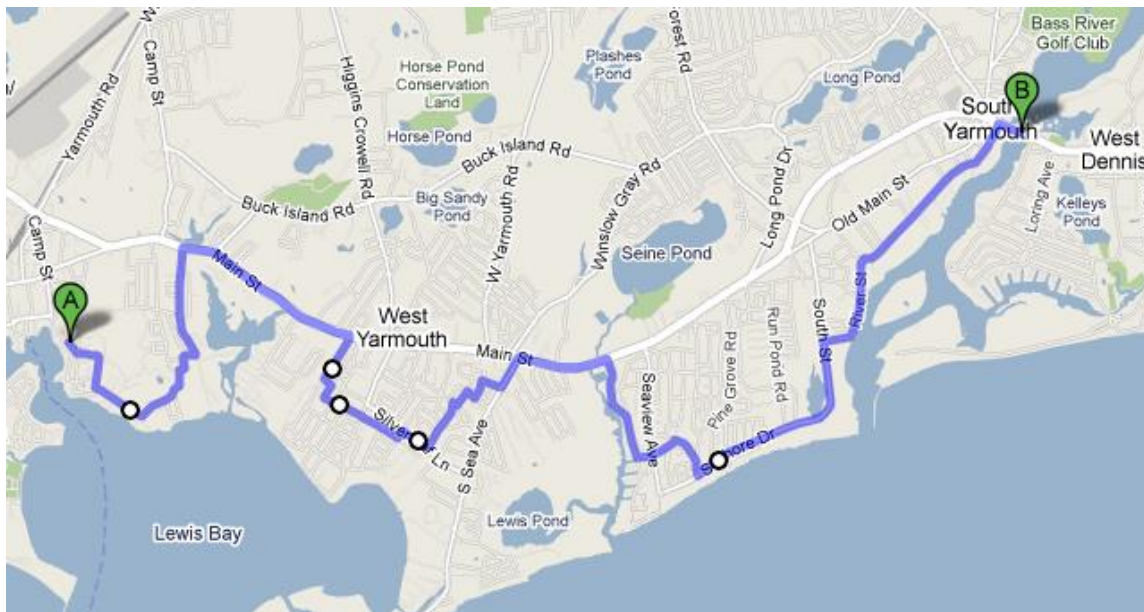 Bass River
Golf Club
Camp St
Yarmouth Rd
Higgins Crowell Rd
Horse Pond
Conservation
Land
Plashes
Pond
Forest Rd
Long Pond
B
South
Yarmouth
West
Dennis
Horse Pond
Buck Island Rd
Buck Island Rd
Big Sandy
Pond
W Yarmouth Rd
Winslow Gray Rd
Long Pond Dr
Old Main St
Loring Ave
Kelleys
Pond
Camp St
Main St
Seine Pond
A
West
Yarmouth
Main St
River St
South St
Run Pond Rd
Pine Grove Rd
Seaview Ave
S Sea Ave
Ln
Dr
Lewis Pond
Lewis Bay